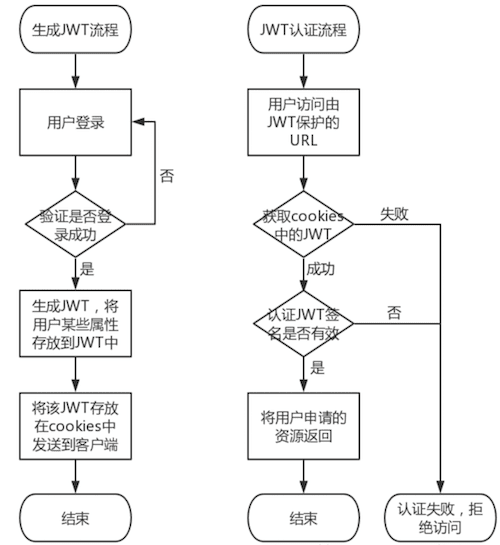 生成JWT流程
用户登录
否
验证是否登
录成功
是
生成JWT，将
用户某些属性
存放到JWT中
将该JWT存放
在cookies中
发送到客户端
结束
JWT认证流程
用户访问由
JWT保护的
URL
获取cookies
中的JWT
失败
成功
认证JWT签
名是否有效
否
是
将用户申请的
资源返回
结束
认证失败，拒
绝访问